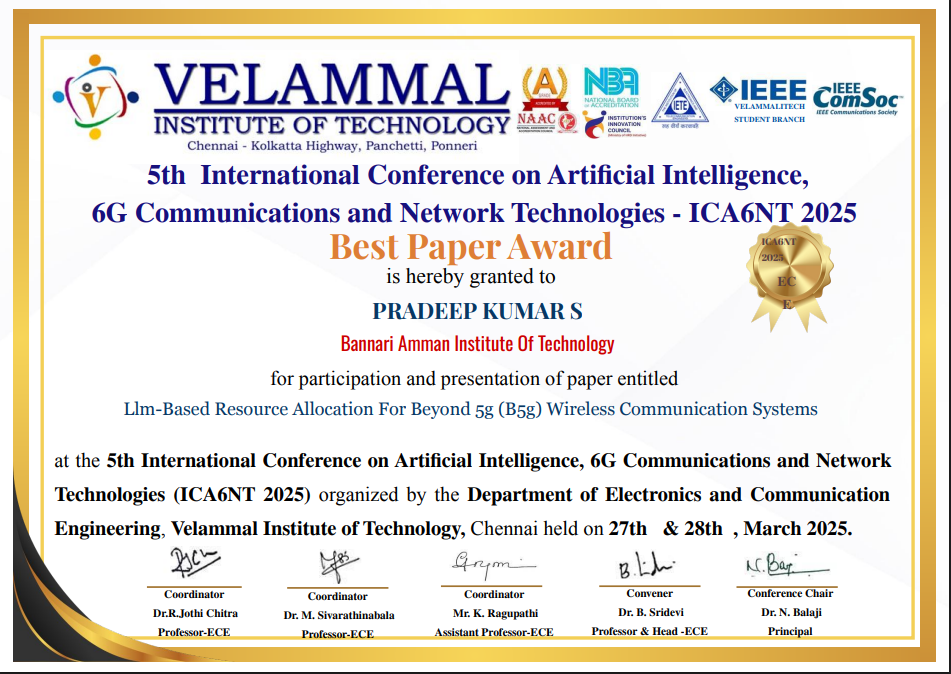 VELAMMAL
INSTITUTE OF TECHNOLOGY
Chennai - Kolkatta Highway, Panchetti, Ponneri
A
GRADE
NAAC
NBA
NATIONAL BOARD
OF ACCREDITATION
INSTITUTION'S
INNOVATION
COUNCIL
IETE
IEEE
VELAMMALITECH
STUDENT BRANCH
IEEE
ComSoc
IEEE Communications Society
5th International Conference on Artificial Intelligence,
6G Communications and Network Technologies - ICA6NT 2025
Best Paper Award
ICA6NT
2025
EC
E
is hereby granted to
PRADEEP KUMAR S
Bannari Amman Institute Of Technology
for participation and presentation of paper entitled
Llm-Based Resource Allocation For Beyond 5g (B5g) Wireless Communication Systems
at the 5th International Conference on Artificial Intelligence, 6G Communications and Network
Technologies (ICA6NT 2025) organized by the Department of Electronics and Communication
Engineering, Velammal Institute of Technology, Chennai held on 27th & 28th , March 2025.
B. Sridevi
N. Balaji
Coordinator
Dr.R.Jothi Chitra
Professor-ECE
Coordinator
Dr. M. Sivarathinabala
Professor-ECE
Coordinator
Mr. K. Ragupathi
Assistant Professor-ECE
Convener
Dr. B. Sridevi
Professor & Head -ECE
Conference Chair
Dr. N. Balaji
Principal